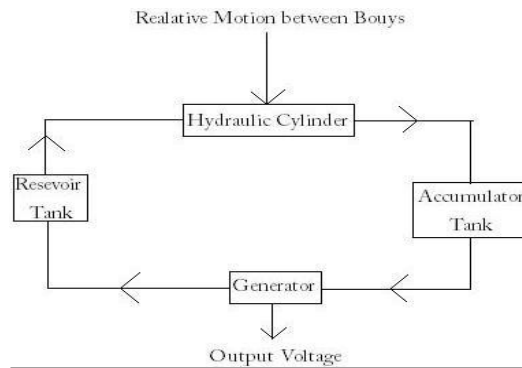 Realative Motion between Bouys
Hydraulic Cylinder
Resevoir
Tank
Accumulator
Tank
Generator
Output Voltage